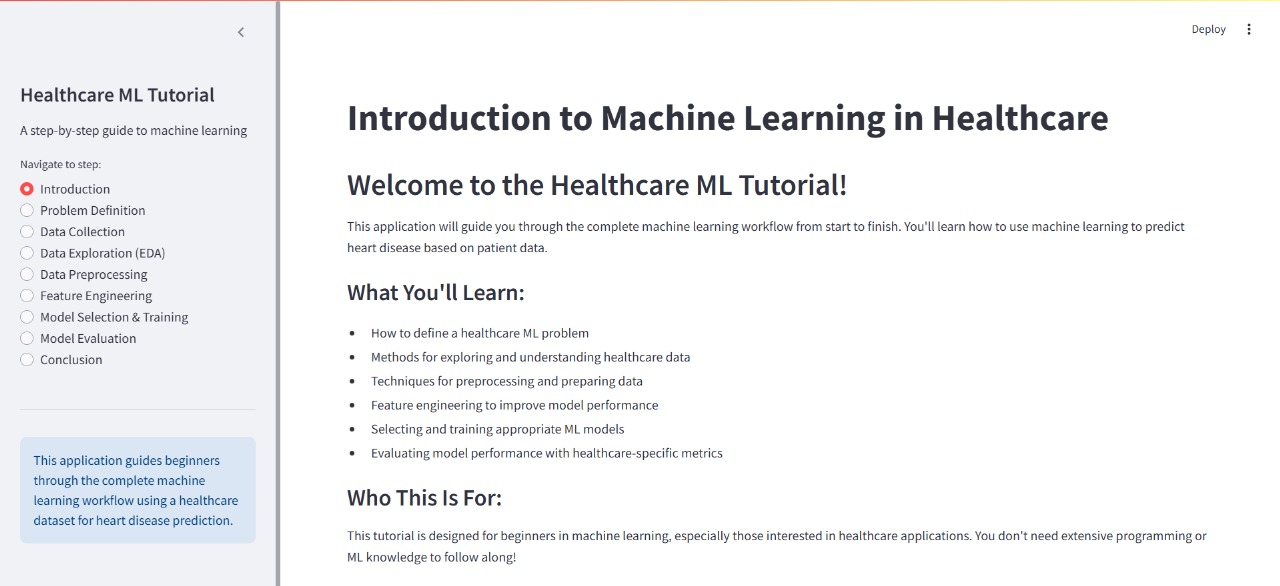 Healthcare ML Tutorial
A step-by-step guide to machine learning
Navigate to step:
Introduction
Problem Definition
Data Collection
Data Exploration (EDA)
Data Preprocessing
Feature Engineering
Model Selection & Training
Model Evaluation
Conclusion
This application guides beginners
through the complete machine
learning workflow using a healthcare
dataset for heart disease prediction.
Deploy
Introduction to Machine Learning in Healthcare
Welcome to the Healthcare ML Tutorial!
This application will guide you through the complete machine learning workflow from start to finish. You'll learn how to use machine learning to predict
heart disease based on patient data.
What You'll Learn:
• How to define a healthcare ML problem
• Methods for exploring and understanding healthcare data
• Techniques for preprocessing and preparing data
• Feature engineering to improve model performance
• Selecting and training appropriate ML models
• Evaluating model performance with healthcare-specific metrics
Who This Is For:
This tutorial is designed for beginners in machine learning, especially those interested in healthcare applications. You don't need extensive programming or
ML knowledge to follow along!